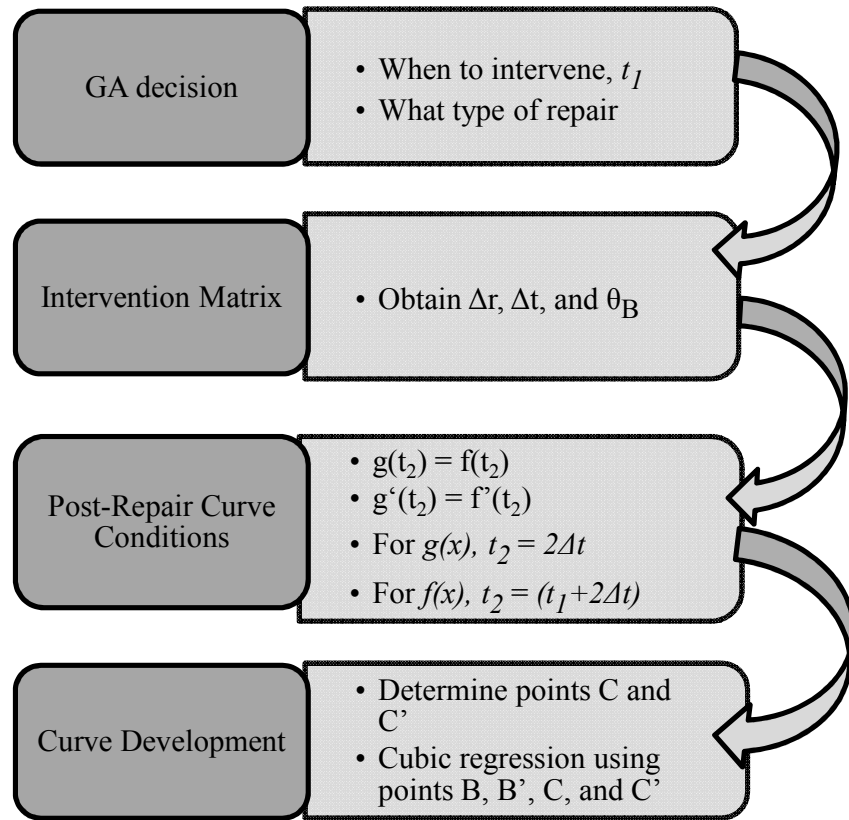 GA decision
• When to intervene, t₁
• What type of repair
Intervention Matrix
• Obtain Δr, Δt, and θ_B
Post-Repair Curve
Conditions
• g(t₂) = f(t₂)
• g‘(t₂) = f’(t₂)
• For g(x), t₂ = 2Δt
• For f(x), t₂ = (t₁+2Δt)
Curve Development
• Determine points C and
C’
• Cubic regression using
points B, B’, C, and C’